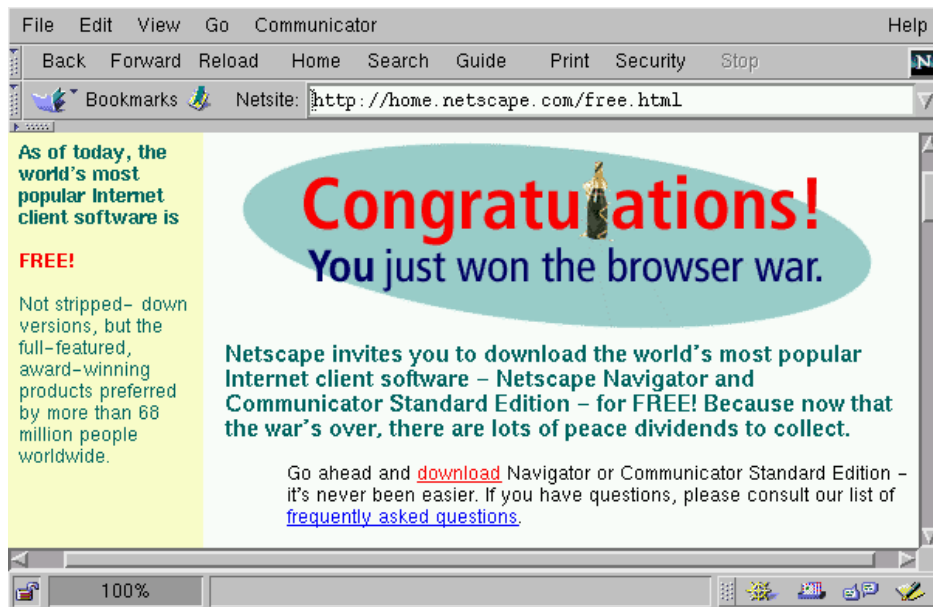 File Edit View Go Communicator Help
Back Forward Reload Home Search Guide Print Security Stop N
Bookmarks Netsite: http://home.netscape.com/free.html
As of today, the
world's most
popular Internet
client software is
FREE!
Not stripped- down
versions, but the
full-featured,
award-winning
products preferred
by more than 68
million people
worldwide.
Congratulations!
You just won the browser war.
Netscape invites you to download the world's most popular
Internet client software - Netscape Navigator and
Communicator Standard Edition - for FREE! Because now that
the war's over, there are lots of peace dividends to collect.
Go ahead and download Navigator or Communicator Standard Edition -
it's never been easier. If you have questions, please consult our list of
frequently asked questions.
100%